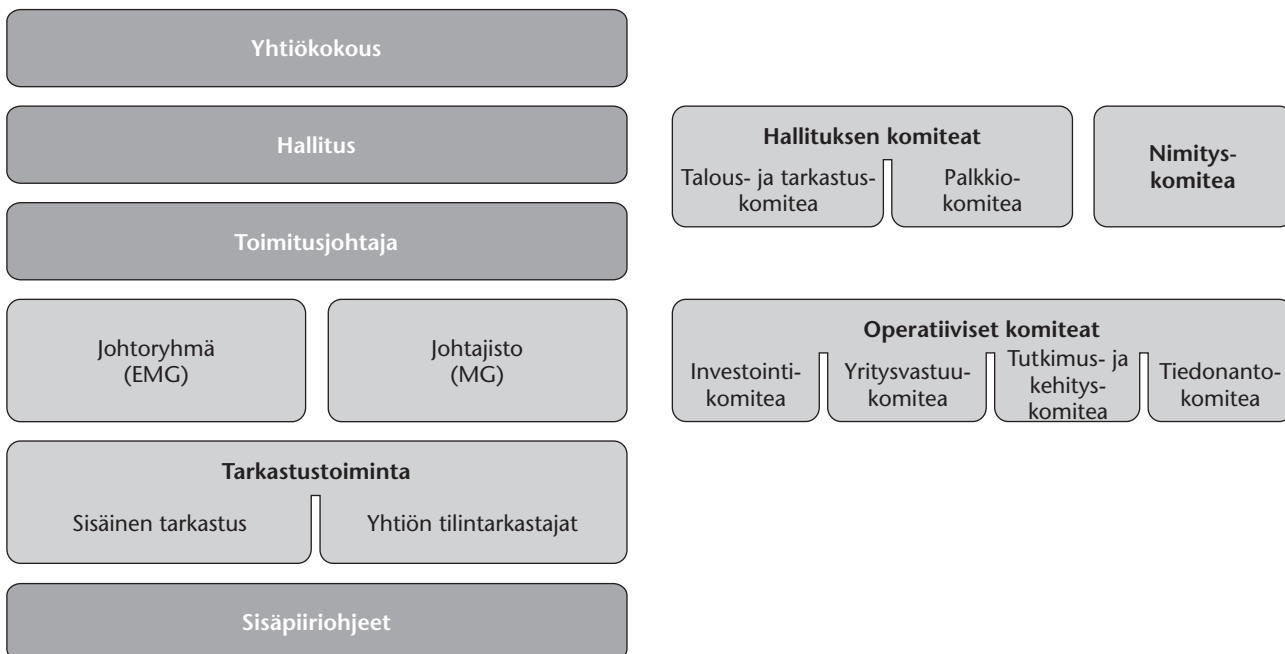 Yhtiökokous
Hallitus
Toimitusjohtaja
Johtoryhmä
(EMG)
Johtajisto
(MG)
Tarkastustoiminta
Sisäinen tarkastus
Yhtiön tilintarkastajat
Sisäpiiriohjeet
Hallituksen komiteat
Talous- ja tarkastus-
komitea
Palkkio-
komitea
Nimitys-
komitea
Operatiiviset komiteat
Investointi-
komitea
Yritysvastuu-
komitea
Tutkimus- ja
kehitys-
komitea
Tiedonanto-
komitea